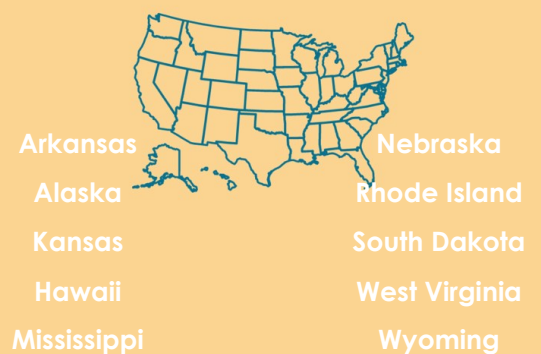 Arkansas
Alaska
Kansas
Hawaii
Mississippi
Nebraska
Rhode Island
South Dakota
West Virginia
Wyoming